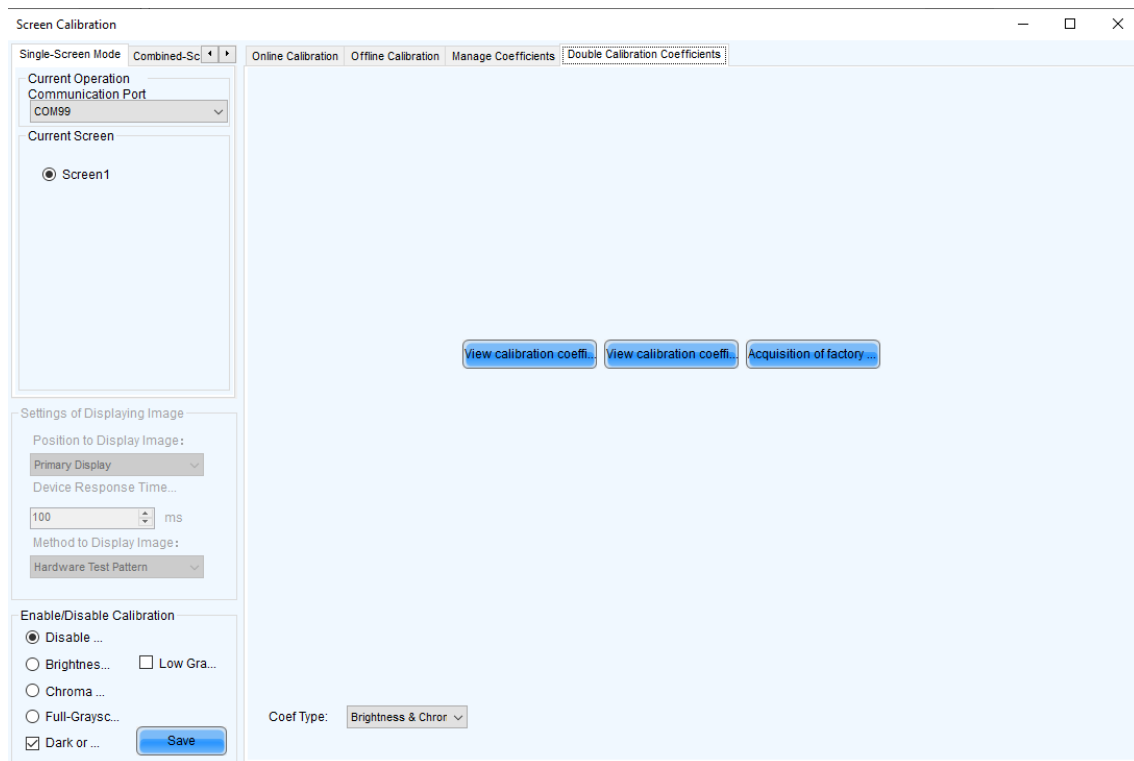 Screen Calibration
Single-Screen Mode Combined-Sc
Online Calibration Offline Calibration Manage Coefficients Double Calibration Coefficients
Current Operation
Communication Port
COM99
Current Screen
Screen1
View calibration coeffi... View calibration coeffi... Acquisition of factory ...
Settings of Displaying Image
Position to Display Image:
Primary Display
Device Response Time...
100 ms
Method to Display Image:
Hardware Test Pattern
Enable/Disable Calibration
Disable ...
Brightnes... Low Gra...
Chroma ...
Full-Graysc...
Dark or ... Save
Coef Type: Brightness & Chror